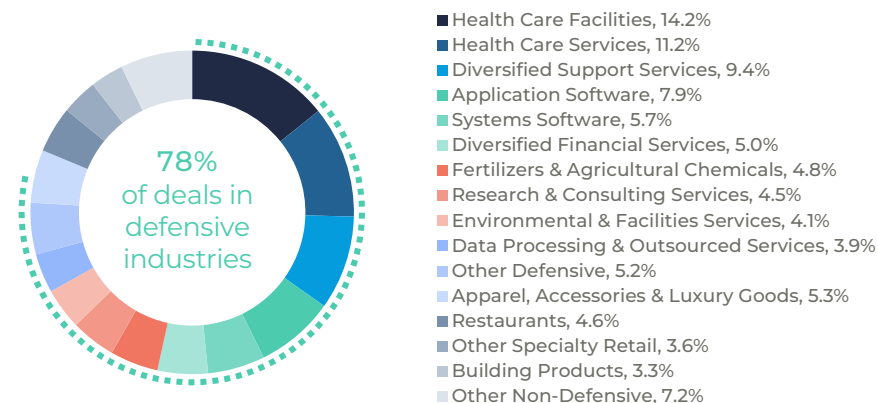 78%
of deals in
defensive
industries
Health Care Facilities, 14.2%
Health Care Services, 11.2%
Diversified Support Services, 9.4%
Application Software, 7.9%
Systems Software, 5.7%
Diversified Financial Services, 5.0%
Fertilizers & Agricultural Chemicals, 4.8%
Research & Consulting Services, 4.5%
Environmental & Facilities Services, 4.1%
Data Processing & Outsourced Services, 3.9%
Other Defensive, 5.2%
Apparel, Accessories & Luxury Goods, 5.3%
Restaurants, 4.6%
Other Specialty Retail, 3.6%
Building Products, 3.3%
Other Non-Defensive, 7.2%